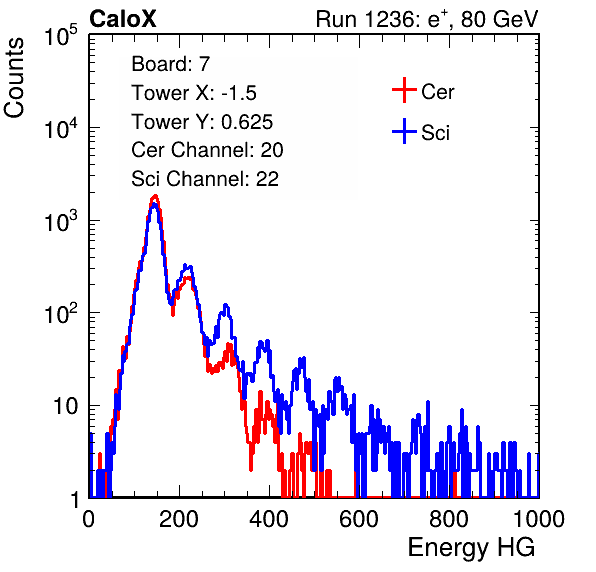 CaloX Run 1236: e⁺, 80 GeV
Counts
Board: 7
Tower X: -1.5
Tower Y: 0.625
Cer Channel: 20
Sci Channel: 22
Cer
Sci
10⁵
10⁴
10³
10²
10
1
0 200 400 600 800 1000
Energy HG